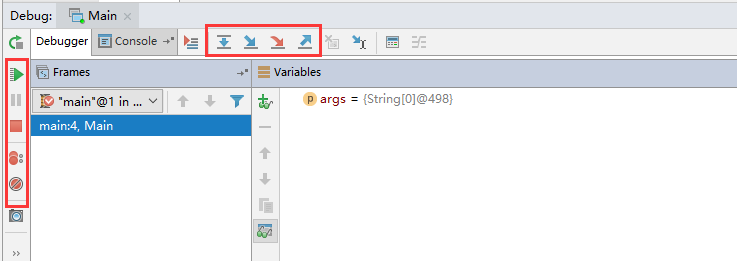 Debug: Main ×
Debugger Console
Frames Variables
"main"@1 in ...
p args = {String[0]@498}
main:4, Main
>>